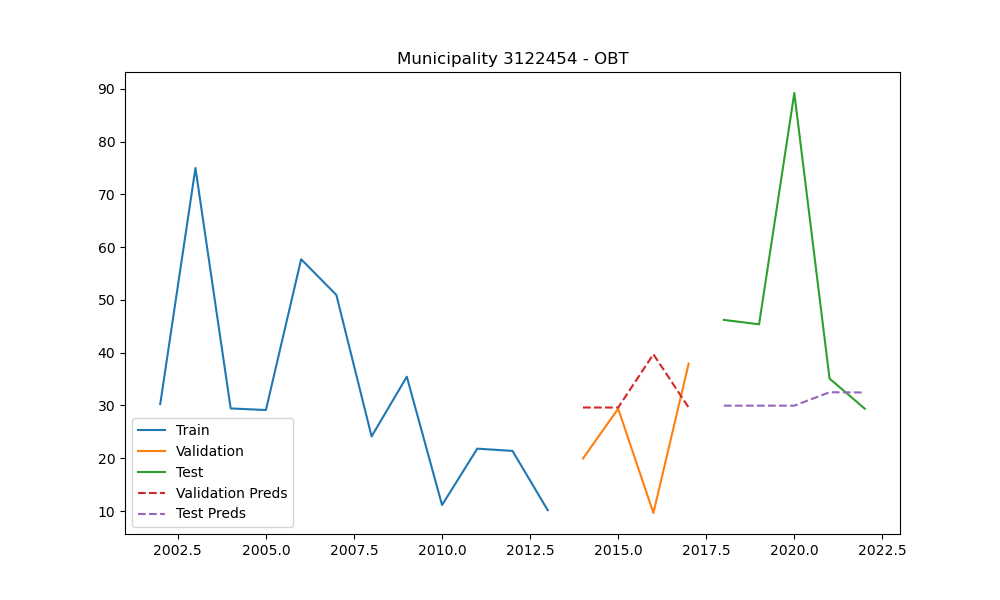 Municipality 3122454 - OBT
90
80
70
60
50
40
30
20
10
Train
Validation
Test
Validation Preds
Test Preds
2002.5 2005.0 2007.5 2010.0 2012.5 2015.0 2017.5 2020.0 2022.5